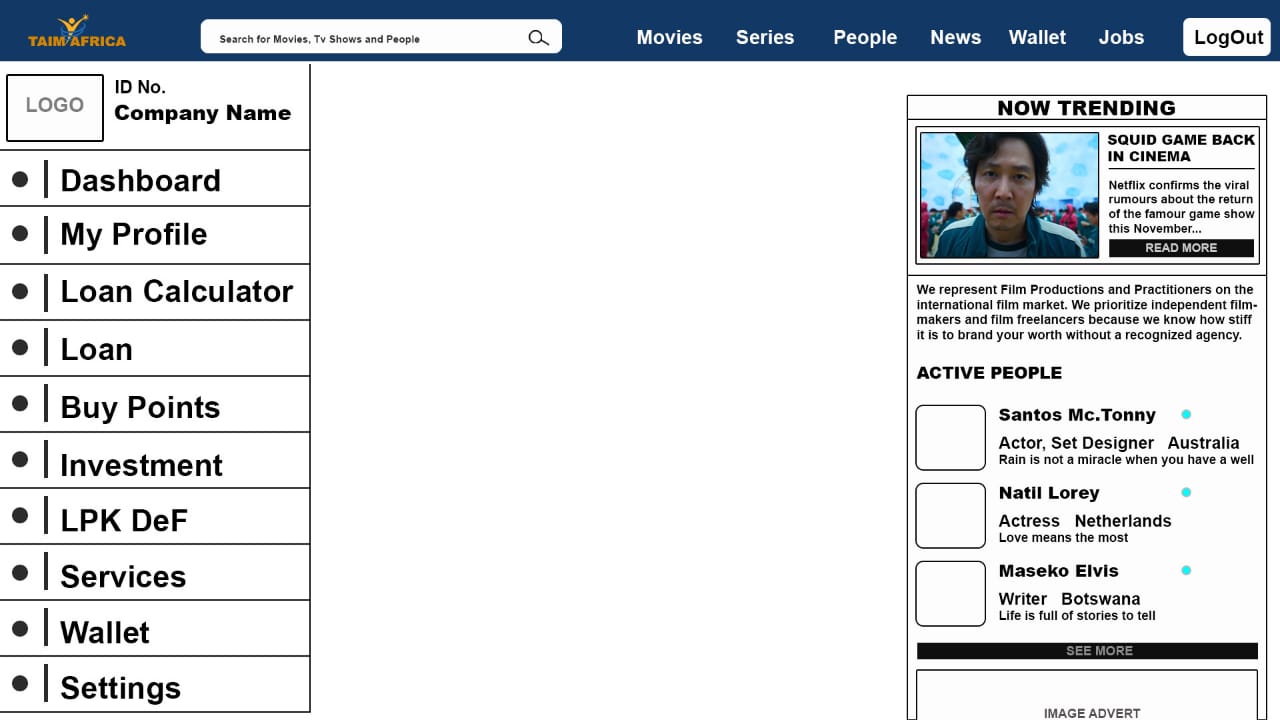 TAIM AFRICA
Search for Movies, Tv Shows and People
Movies
Series
People
News
Wallet
Jobs
LogOut
LOGO
ID No.
Company Name
Dashboard
My Profile
Loan Calculator
Loan
Buy Points
Investment
LPK DeF
Services
Wallet
Settings
NOW TRENDING
SQUID GAME BACK
IN CINEMA
Netflix confirms the viral
rumours about the return
of the famour game show
this November...
READ MORE
We represent Film Productions and Practitioners on the
international film market. We prioritize independent film-
makers and film freelancers because we know how stiff
it is to brand your worth without a recognized agency.
ACTIVE PEOPLE
Santos Mc.Tonny
Actor, Set Designer Australia
Rain is not a miracle when you have a well
Natil Lorey
Actress Netherlands
Love means the most
Maseko Elvis
Writer Botswana
Life is full of stories to tell
SEE MORE
IMAGE ADVERT